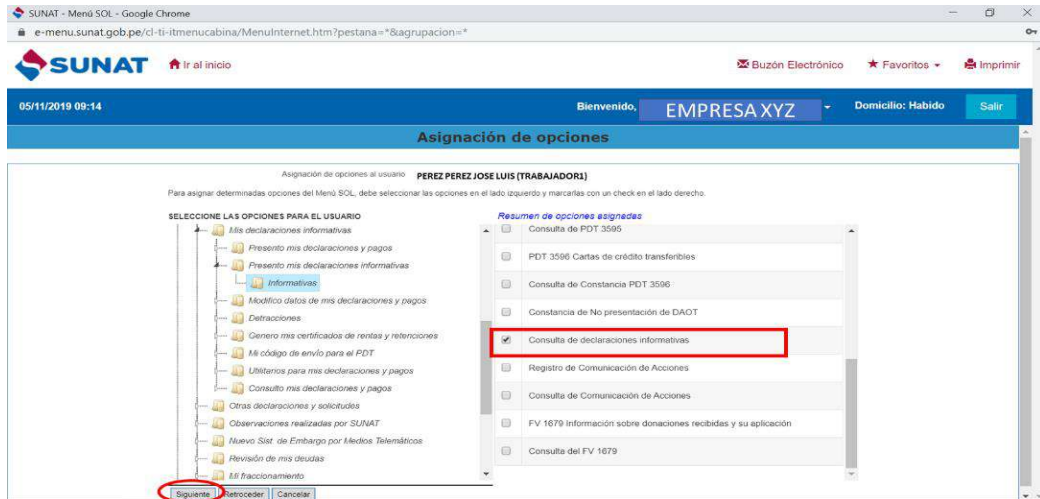 SUNAT - Menú SOL - Google Chrome
e-menu.sunat.gob.pe/cl-ti-itmenucabina/MenuInternet.htm?pestana=*&agrupacion=*
SUNAT Ir al inicio Buzón Electrónico Favoritos Imprimir
05/11/2019 09:14 Bienvenido, EMPRESA XYZ Domicilio: Habido Salir
Asignación de opciones
Asignación de opciones al usuario PEREZ PEREZ JOSE LUIS (TRABAJADOR1)
Para asignar determinadas opciones del Menú SOL, debe seleccionar las opciones en el lado izquierdo y marcarlas con un check en el lado derecho.
SELECCIONE LAS OPCIONES PARA EL USUARIO
Mis declaraciones informativas
Presento mis declaraciones y pagos
Presento mis declaraciones informativas
Informativas
Modifico datos de mis declaraciones y pagos
Detracciones
Genero mis certificados de rentas y retenciones
Mi código de envío para el PDT
Utilitarios para mis declaraciones y pagos
Consulto mis declaraciones y pagos
Otras declaraciones y solicitudes
Observaciones realizadas por SUNAT
Nuevo Sist. de Embargo por Medios Telemáticos
Revisión de mis deudas
Mi fraccionamiento
Resumen de opciones asignadas
Consulta de PDT 3595
PDT 3596 Cartas de crédito transferibles
Consulta de Constancia PDT 3596
Constancia de No presentación de DAOT
Consulta de declaraciones informativas
Registro de Comunicación de Acciones
Consulta de Comunicación de Acciones
FV 1679 Información sobre donaciones recibidas y su aplicación
Consulta del FV 1679
Siguiente Retroceder Cancelar